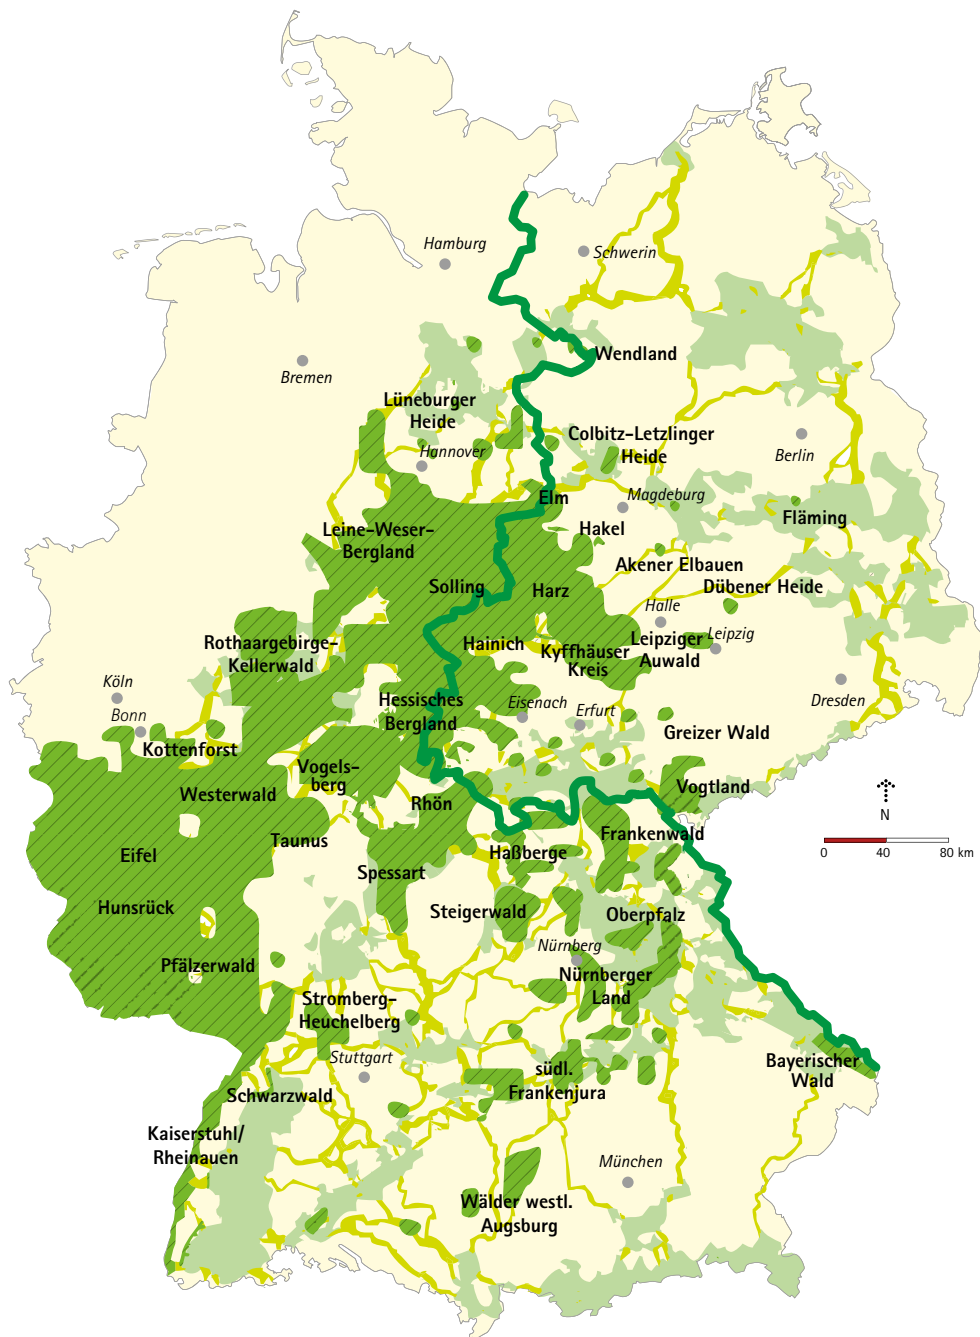 Hamburg
Schwerin
Bremen
Wendland
Lüneburger
Heide
Hannover
Colbitz-Letzlinger
Heide
Berlin
Elm
Magdeburg
Fläming
Leine-Weser-
Bergland
Hakel
Akener Elbauen
Dübener Heide
Solling
Harz
Halle
Rothaargebirge-
Kellerwald
Hainich
Kyffhäuser
Kreis
Leipziger
Auwald
Leipzig
Köln
Bonn
Hessisches
Bergland
Eisenach
Erfurt
Dresden
Kottenforst
Greizer Wald
Westerwald
Vogels-
berg
Rhön
Vogtland
N
0 40 80 km
Eifel
Taunus
Spessart
Haßberge
Frankenwald
Hunsrück
Steigerwald
Oberpfalz
Nürnberg
Pfälzerwald
Nürnberger
Land
Stromberg-
Heuchelberg
Stuttgart
südl.
Frankenjura
Bayerischer
Wald
Schwarzwald
Kaiserstuhl/
Rheinauen
München
Wälder westl.
Augsburg